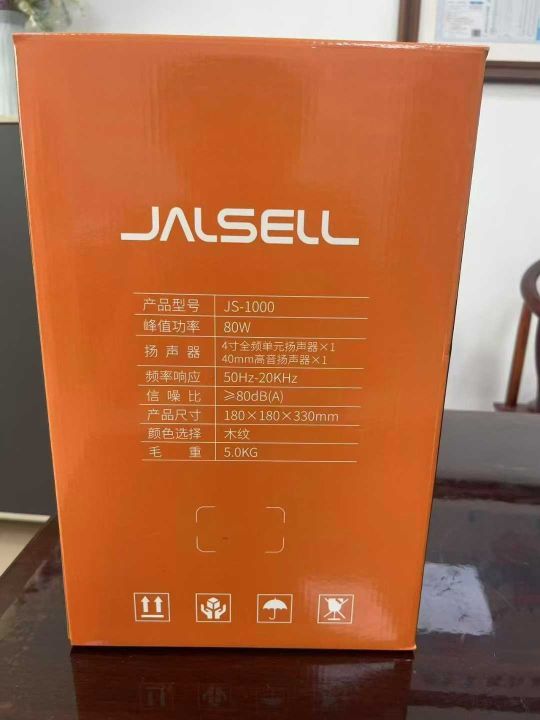 JALSELL
产品型号 JS-1000
峰值功率 80W
扬声器 4寸全频单元扬声器×1
40mm高音扬声器×1
频率响应 50Hz-20KHz
信噪比 ≥80dB(A)
产品尺寸 180×180×330mm
颜色选择 木纹
毛重 5.0KG